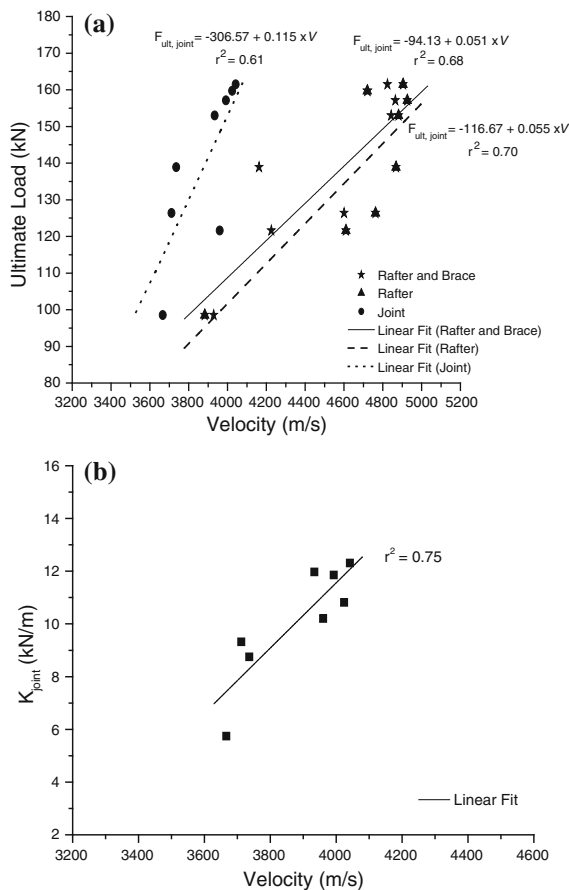 (a)
F_ult, joint=-306.57 + 0.115 xV
r² = 0.61
F_ult, joint=-94.13 + 0.051 xV
r² = 0.68
F_ult, joint=-116.67 + 0.055 xV
r² = 0.70
180
170
160
150
140
130
120
110
100
90
80
Ultimate Load (kN)
Rafter and Brace
Rafter
Joint
Linear Fit (Rafter and Brace)
Linear Fit (Rafter)
Linear Fit (Joint)
3200 3400 3600 3800 4000 4200 4400 4600 4800 5000 5200
Velocity (m/s)
(b)
16
14
12
10
8
6
4
2
K_joint (kN/m)
r² = 0.75
Linear Fit
3200 3400 3600 3800 4000 4200 4400 4600
Velocity (m/s)